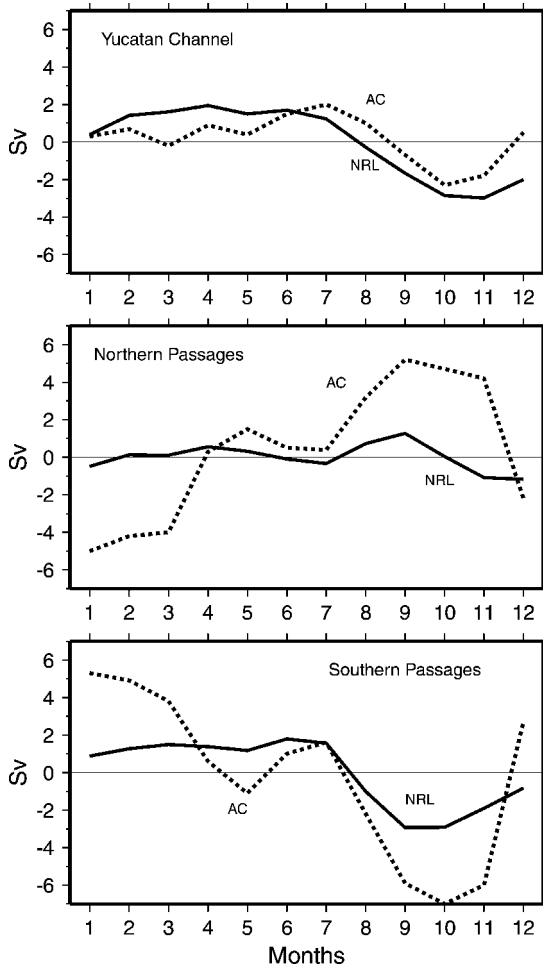 Yucatan Channel
6
4
2
0
-2
-4
-6
Sv
AC
NRL
1 2 3 4 5 6 7 8 9 10 11 12
Northern Passages
6
4
2
0
-2
-4
-6
Sv
AC
NRL
1 2 3 4 5 6 7 8 9 10 11 12
Southern Passages
6
4
2
0
-2
-4
-6
Sv
NRL
AC
1 2 3 4 5 6 7 8 9 10 11 12
Months